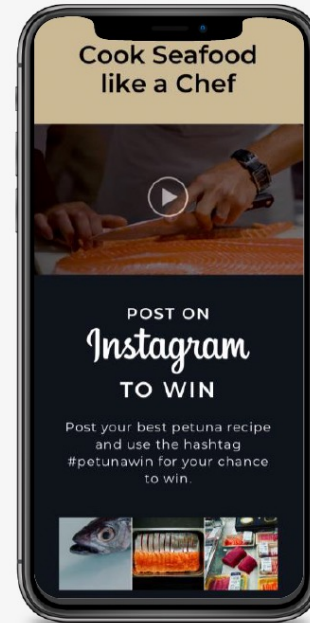 Cook Seafood
like a Chef
POST ON
Instagram
TO WIN
Post your best petuna recipe
and use the hashtag
#petunawin for your chance
to win.